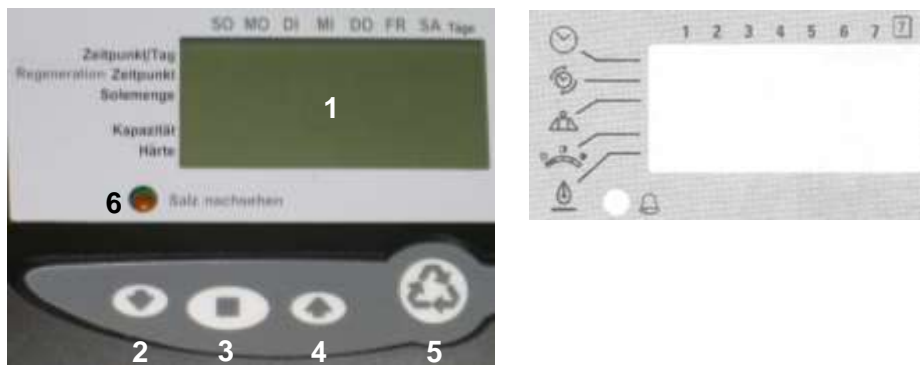 SO MO DI MI DO FR SA Tage
Zeitpunkt/Tag
Regeneration Zeitpunkt
Solemenge
Kapazität
Härte
1
6 Salz nachsehen
2 3 4 5
1 2 3 4 5 6 7 7